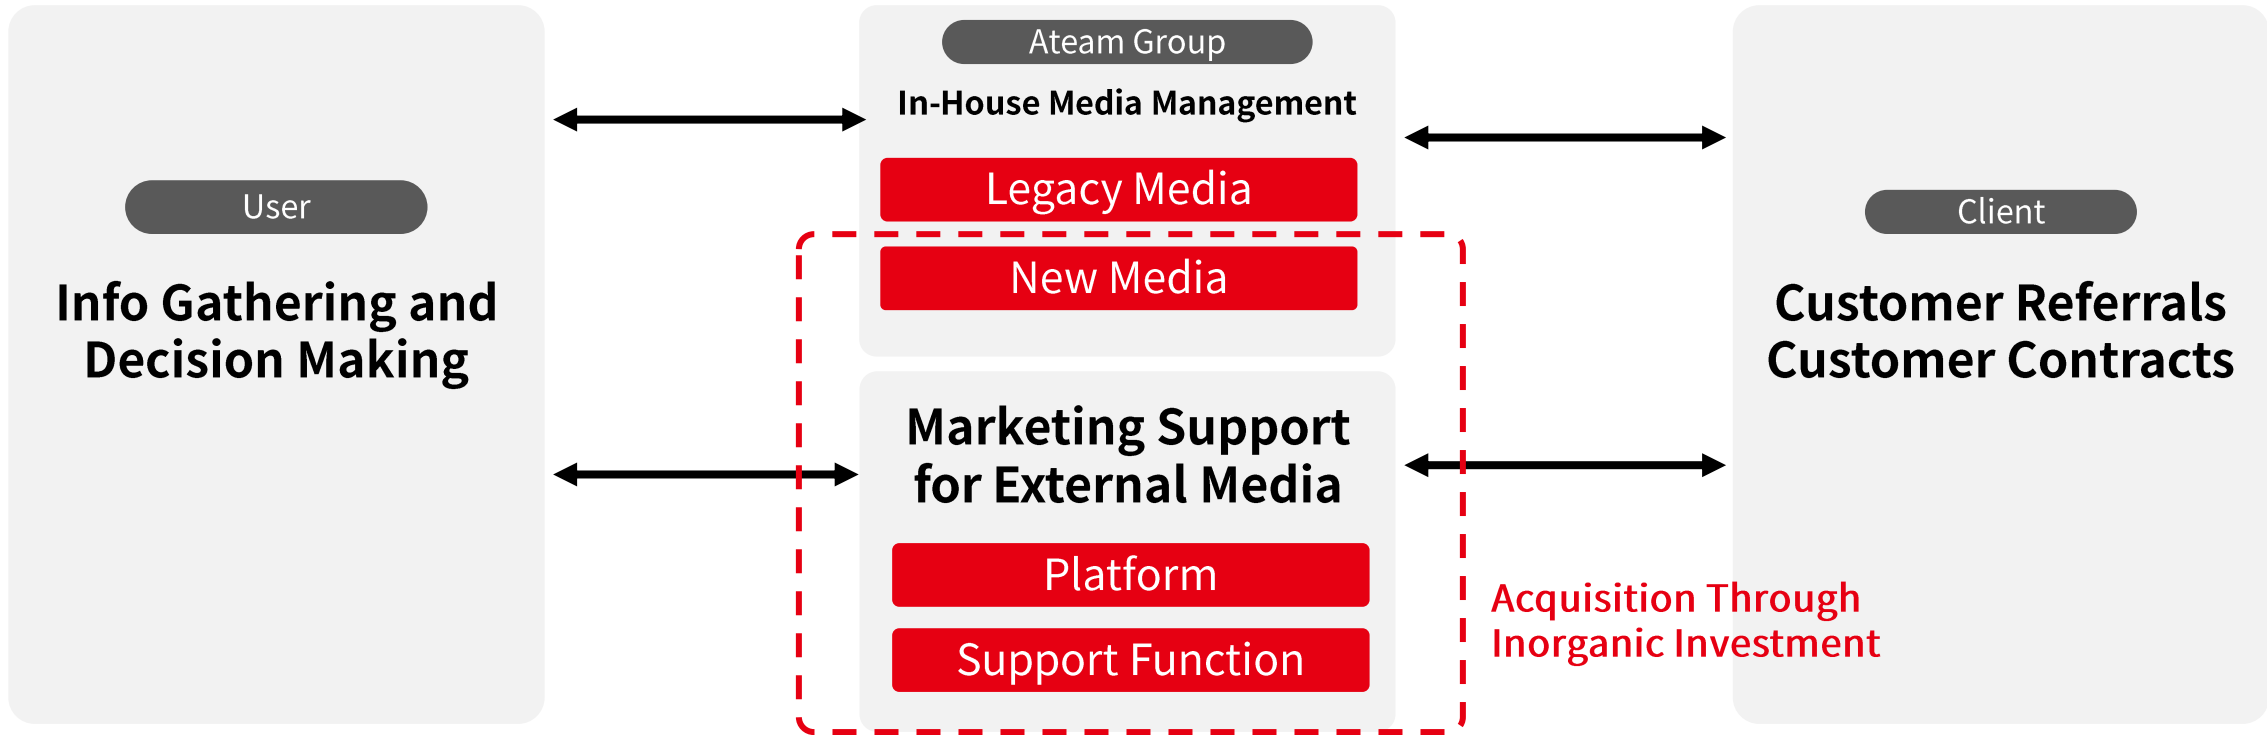 User
Info Gathering and
Decision Making
Ateam Group
In-House Media Management
Legacy Media
New Media
Marketing Support
for External Media
Platform
Support Function
Acquisition Through
Inorganic Investment
Client
Customer Referrals
Customer Contracts